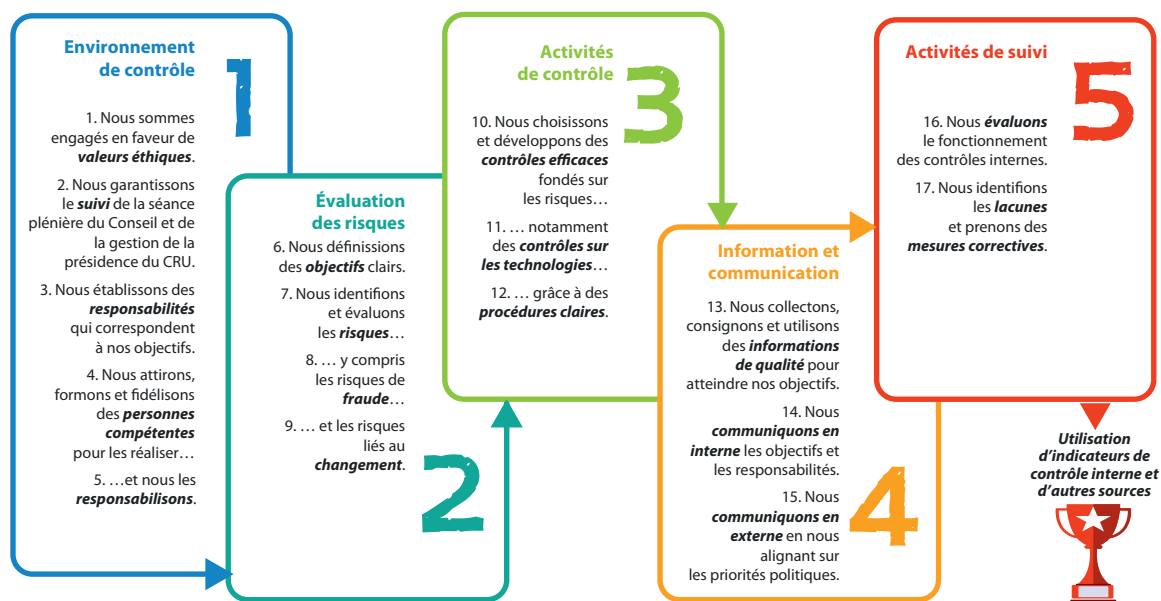 Environnement
de contrôle
1
1. Nous sommes
engagés en faveur de
valeurs éthiques.
2. Nous garantissons
le suivi de la séance
plénière du Conseil et de
la gestion de la
présidence du CRU.
3. Nous établissons des
responsabilités
qui correspondent
à nos objectifs.
4. Nous attirons,
formons et fidélisons
des personnes
compétentes
pour les réaliser…
5. …et nous les
responsabilisons.
Évaluation
des risques
6. Nous définissions
des objectifs clairs.
7. Nous identifions
et évaluons
les risques…
8. … y compris
les risques de
fraude…
9. … et les risques
liés au
changement.
2
Activités
de contrôle
3
10. Nous choisissons
et développons des
contrôles efficaces
fondés sur
les risques…
11. … notamment
des contrôles sur
les technologies…
12. … grâce à des
procédures claires.
Information et
communication
13. Nous collectons,
consignons et utilisons
des informations
de qualité pour
atteindre nos objectifs.
14. Nous
communiquons en
interne les objectifs et
les responsabilités.
15. Nous
communiquons en
externe en nous
alignant sur
les priorités politiques.
4
Activités de suivi
5
16. Nous évaluons
le fonctionnement
des contrôles internes.
17. Nous identifions
les lacunes
et prenons des
mesures correctives.
Utilisation
d'indicateurs de
contrôle interne et
d'autres sources